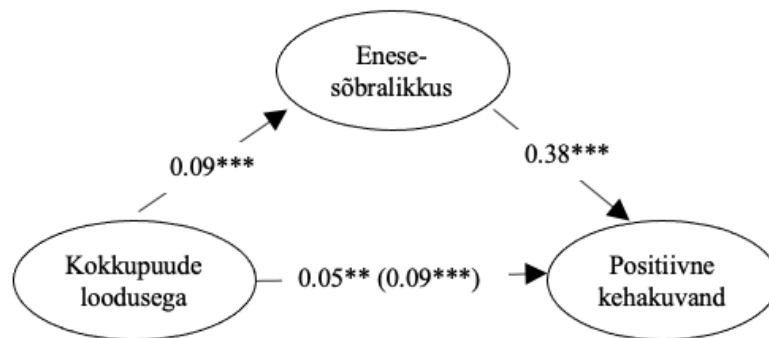 Enese-
sõbralikkus
0.09***
0.38***
Kokkupuude
loodusega
0.05** (0.09***)
Positiivne
kehakuvand